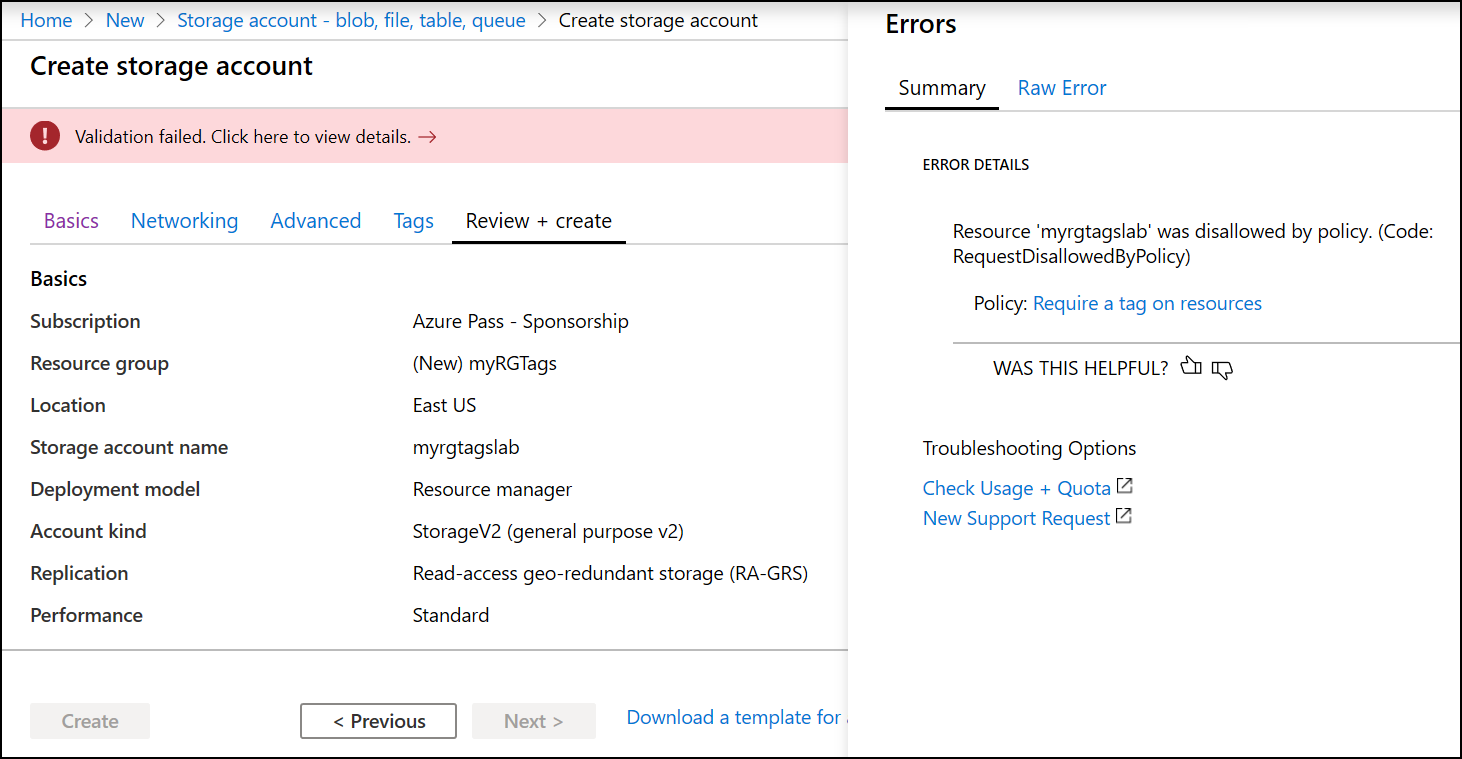 Home > New > Storage account - blob, file, table, queue > Create storage account
Create storage account
! Validation failed. Click here to view details. →
Basics Networking Advanced Tags Review + create
Basics
Subscription Azure Pass - Sponsorship
Resource group (New) myRGTags
Location East US
Storage account name myrgtagslab
Deployment model Resource manager
Account kind StorageV2 (general purpose v2)
Replication Read-access geo-redundant storage (RA-GRS)
Performance Standard
Create < Previous Next > Download a template for
Errors
Summary Raw Error
ERROR DETAILS
Resource 'myrgtagslab' was disallowed by policy. (Code:
RequestDisallowedByPolicy)
Policy: Require a tag on resources
WAS THIS HELPFUL?
Troubleshooting Options
Check Usage + Quota
New Support Request